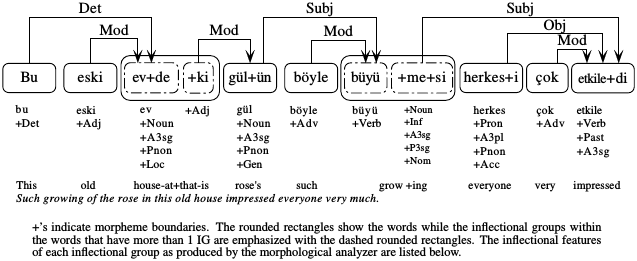 Det Subj Subj
Mod Mod Mod Obj
Mod
Bu eski ev+de +ki gül+ün böyle büyü +me+si herkes+i çok etkile+di
bu eski ev +Adj gül böyle büyü +Noun herkes çok etkile
+Det +Adj +Noun +Noun +Adv +Verb +Inf +Pron +Adv +Verb
+A3sg +A3sg +A3sg +A3pl +Past
+Pnon +Pnon +P3sg +Pnon +A3sg
+Loc +Gen +Nom +Acc
This old house-at+that-is rose's such grow +ing everyone very impressed
Such growing of the rose in this old house impressed everyone very much.
+'s indicate morpheme boundaries. The rounded rectangles show the words while the inflectional groups within
the words that have more than 1 IG are emphasized with the dashed rounded rectangles. The inflectional features
of each inflectional group as produced by the morphological analyzer are listed below.